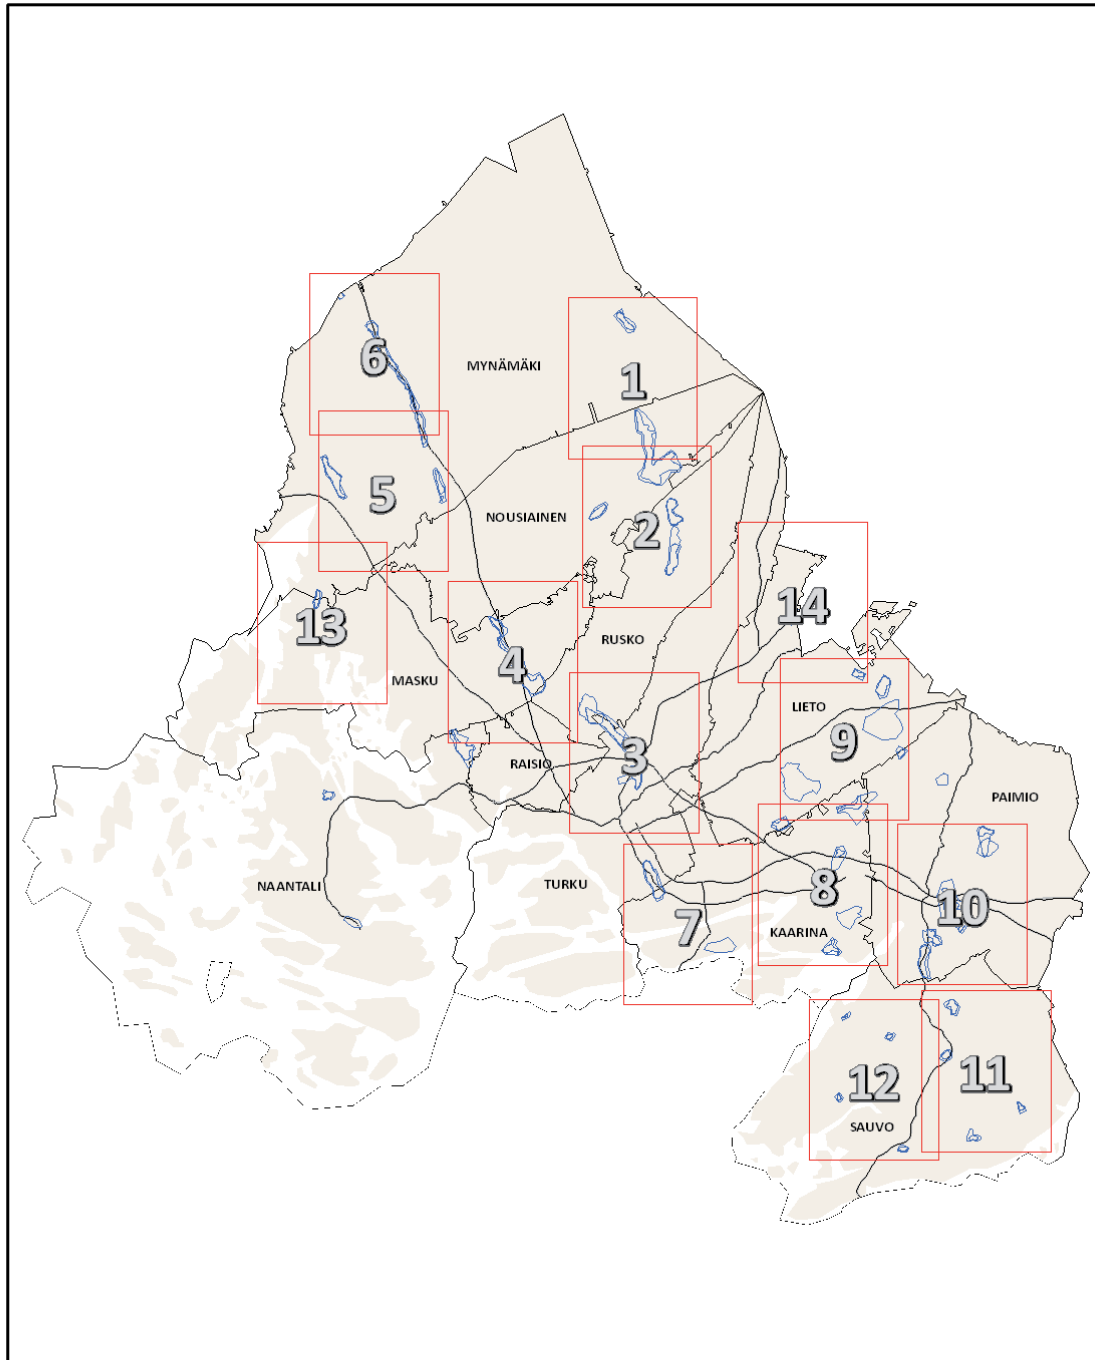 6
MYNÄMÄKI
1
5
NOUSIAINEN
2
14
13
RUSKO
4
MASKU
LIETO
9
3
RAISIO
PAIMIO
NAANTALI
TURKU
8
10
7
KAARINA
12
11
SAUVO